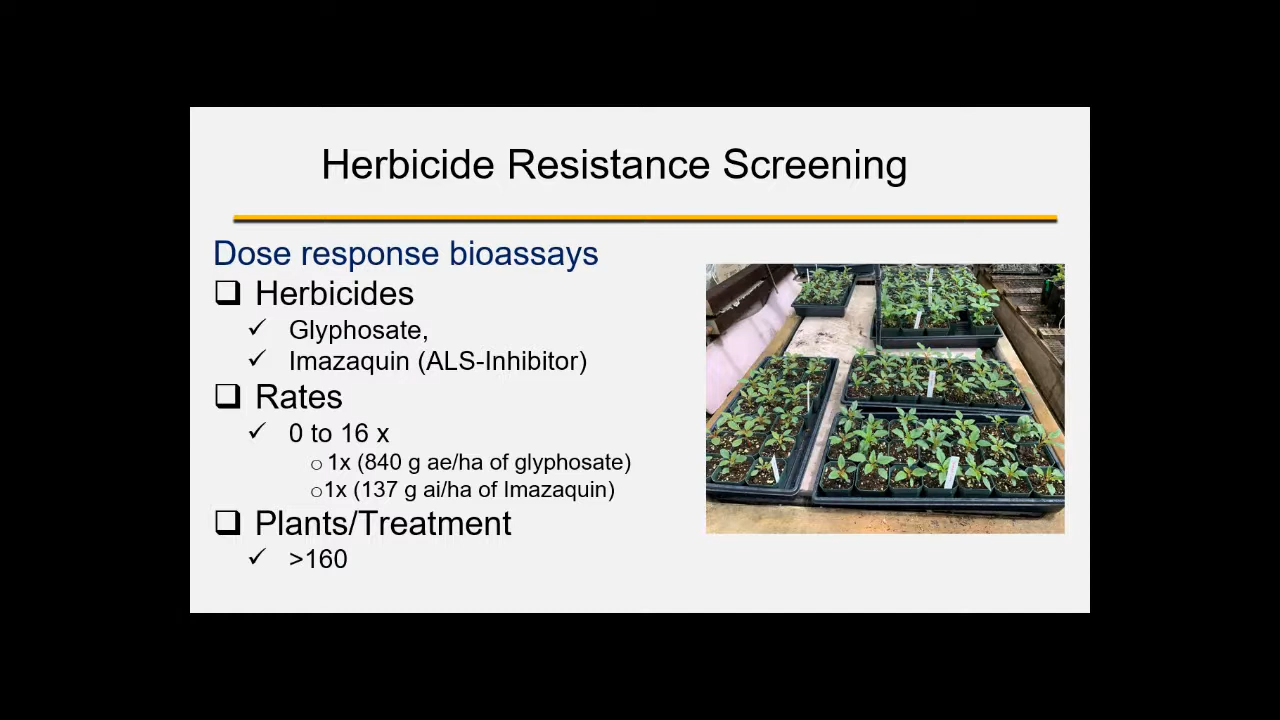 Herbicide Resistance Screening
Dose response bioassays
Herbicides
Glyphosate,
Imazaquin (ALS-Inhibitor)
Rates
0 to 16 x
1x (840 g ae/ha of glyphosate)
1x (137 g ai/ha of Imazaquin)
Plants/Treatment
>160